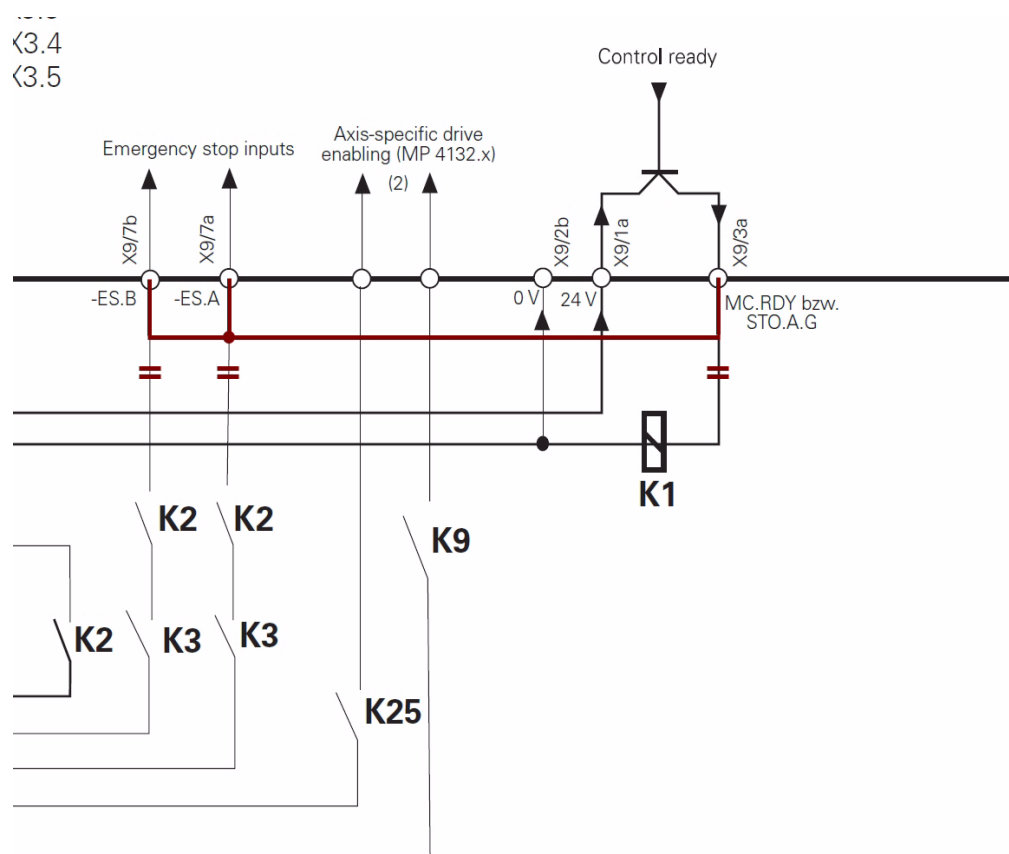 X3.4
X3.5
Control ready
Emergency stop inputs
Axis-specific drive
enabling (MP 4132.x)
(2)
X9/7b
X9/7a
X9/2b
X9/1a
X9/3a
-ES.B
-ES.A
0 V
24 V
MC.RDY bzw.
STO.A.G
K1
K2
K2
K9
K2
K3
K3
K25